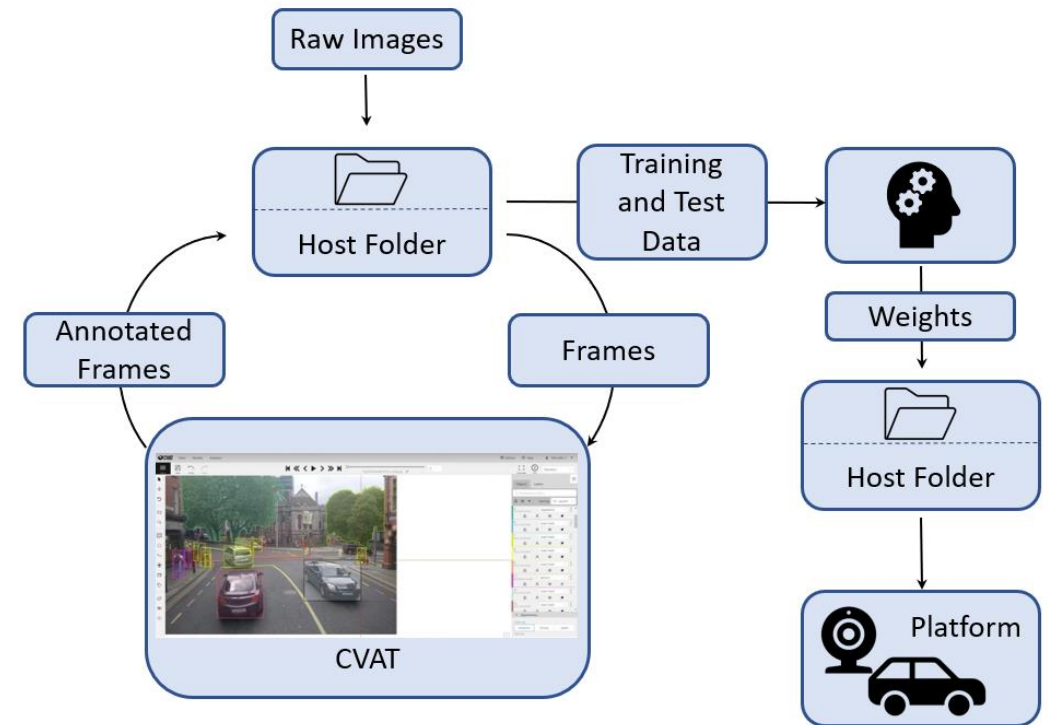 Raw Images
Host Folder
Training
and Test
Data
Annotated
Frames
Frames
Weights
Host Folder
CVAT
Platform